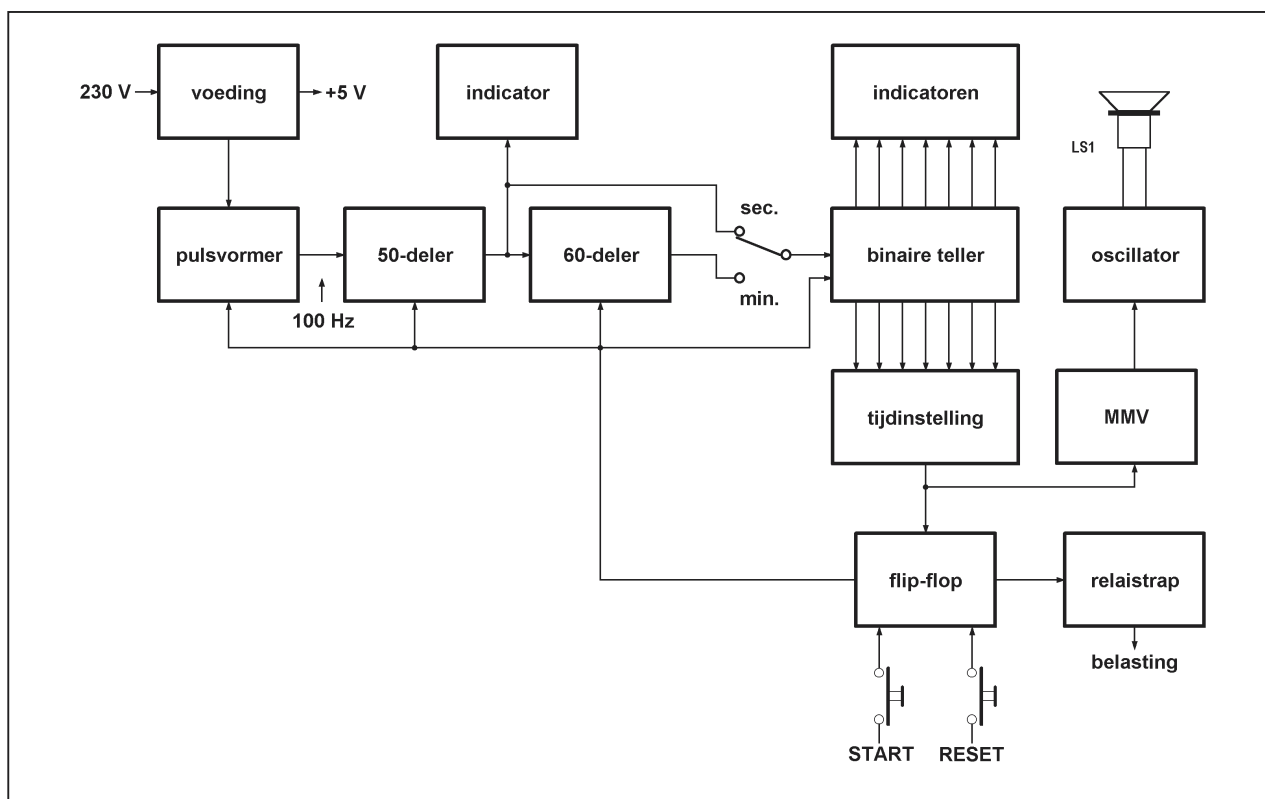 230 V
voeding
+5 V
indicator
indicatoren
LS1
pulsvormer
100 Hz
50-deler
60-deler
sec.
min.
binaire teller
oscillator
tijdinstelling
MMV
flip-flop
relaistrap
belasting
START
RESET